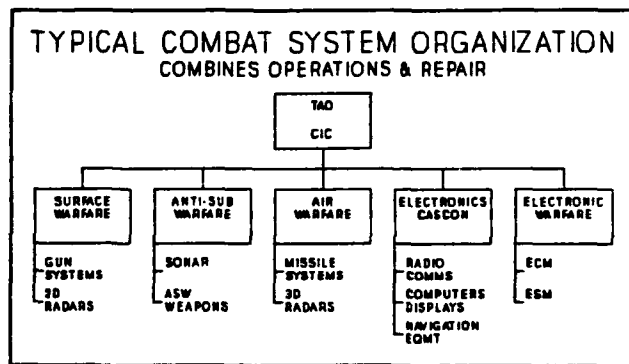 TYPICAL COMBAT SYSTEM ORGANIZATION
COMBINES OPERATIONS & REPAIR
TAO
CIC
SURFACE
WARFARE
ANTI-SUB
WARFARE
AIR
WARFARE
ELECTRONICS
CASCON
ELECTRONIC
WARFARE
GUN
SYSTEMS
2D
RADARS
SONAR
ASW
WEAPONS
MISSILE
SYSTEMS
3D
RADARS
RADIO
COMMS
COMPUTERS
DISPLAYS
NAVIGATION
EQMT
ECM
ESM